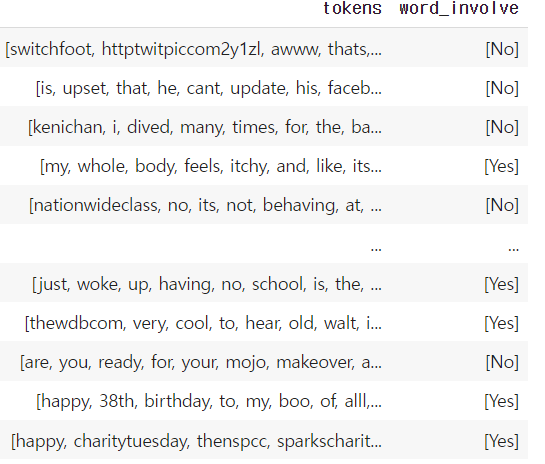 tokens word_involve
[switchfoot, httptwitpiccom2y1zl, awww, thats,... [No]
[is, upset, that, he, cant, update, his, faceb... [No]
[kenichan, i, dived, many, times, for, the, ba... [No]
[my, whole, body, feels, itchy, and, like, its... [Yes]
[nationwideclass, no, its, not, behaving, at, ... [No]
... ...
[just, woke, up, having, no, school, is, the, ... [Yes]
[thewdbcom, very, cool, to, hear, old, walt, i... [Yes]
[are, you, ready, for, your, mojo, makeover, a... [No]
[happy, 38th, birthday, to, my, boo, of, alll,... [Yes]
[happy, charitytuesday, thenspcc, sparkscharit... [Yes]